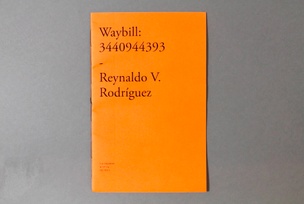 Waybill:
3440944393
-
Reynaldo V.
Rodríguez